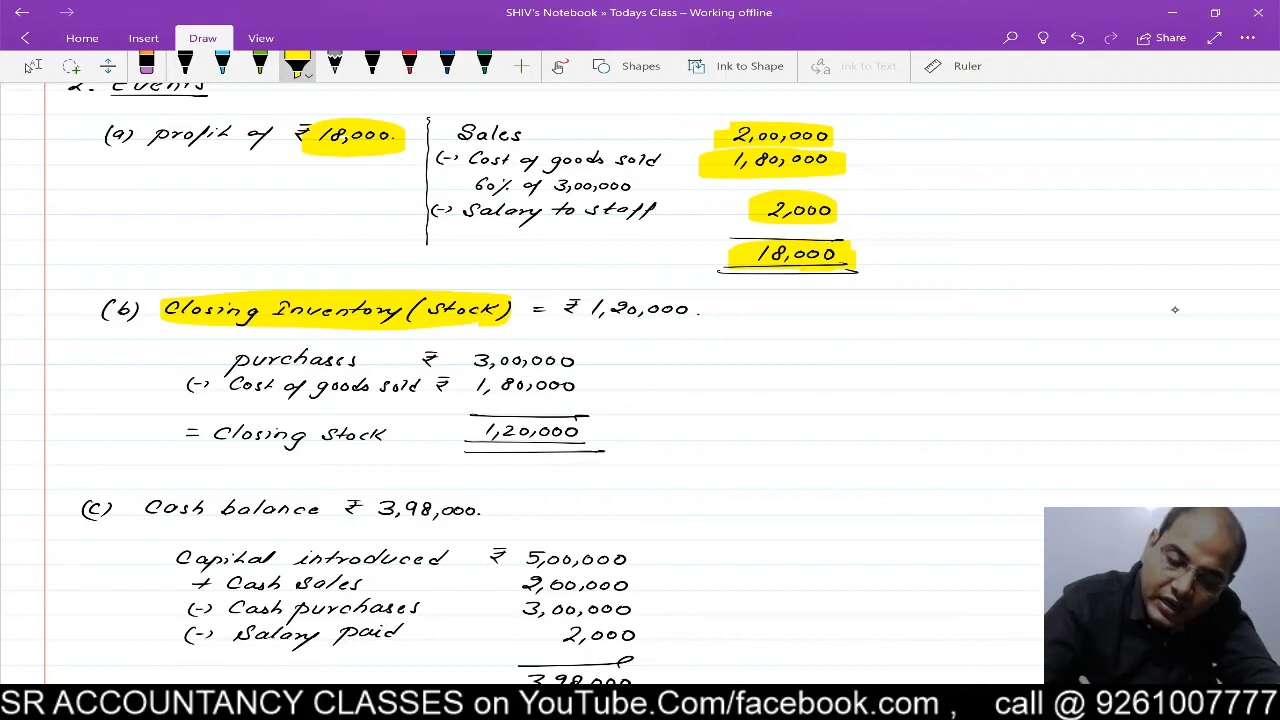 SHIV's Notebook » Todays Class – Working offline
Home Insert Draw View Share
Shapes Ink to Shape Ink to Text Ruler
2. Events
(a) profit of ₹ 18,000.
Sales 2,00,000
(-) Cost of goods sold 1,80,000
60% of 3,00,000
(-) Salary to staff 2,000
18,000
(b) Closing Inventory (Stock) = ₹ 1,20,000.
purchases ₹ 3,00,000
(-) Cost of goods sold ₹ 1,80,000
= Closing Stock 1,20,000
(c) Cash balance ₹ 3,98,000.
Capital introduced ₹ 5,00,000
+ Cash Sales 2,00,000
(-) Cash purchases 3,00,000
(-) Salary paid 2,000
3,98,000
SR ACCOUNTANCY CLASSES on YouTube.Com/facebook.com , call @ 9261007777